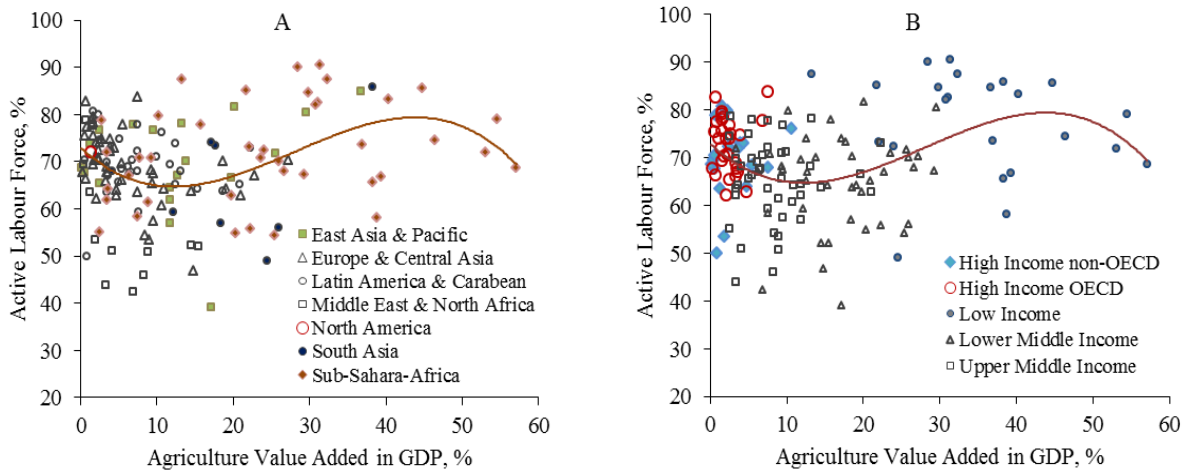 A
Active Labour Force, %
100
90
80
70
60
50
40
30
20
0
10
20
30
40
50
60
Agriculture Value Added in GDP, %
East Asia & Pacific
Europe & Central Asia
Latin America & Carabean
Middle East & North Africa
North America
South Asia
Sub-Sahara-Africa
B
Active Labour Force, %
100
90
80
70
60
50
40
30
20
0
10
20
30
40
50
60
Agriculture Value Added in GDP, %
High Income non-OECD
High Income OECD
Low Income
Lower Middle Income
Upper Middle Income